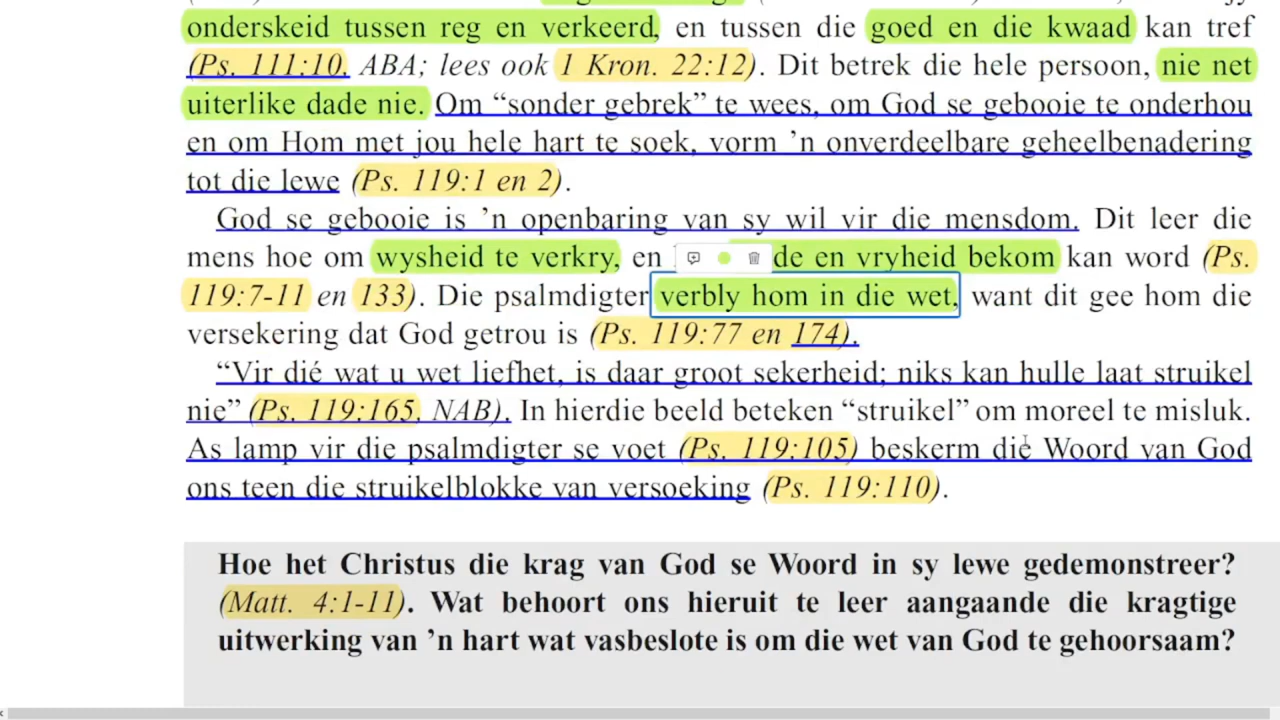 onderskeid tussen reg en verkeerd, en tussen die goed en die kwaad kan tref
(Ps. 111:10, ABA; lees ook 1 Kron. 22:12). Dit betrek die hele persoon, nie net
uiterlike dade nie. Om “sonder gebrek” te wees, om God se gebooie te onderhou
en om Hom met jou hele hart te soek, vorm ’n onverdeelbare geheelbenadering
tot die lewe (Ps. 119:1 en 2).
God se gebooie is ’n openbaring van sy wil vir die mensdom. Dit leer die
mens hoe om wysheid te verkry, en de en vryheid bekom kan word (Ps.
119:7-11 en 133). Die psalmdigter verbly hom in die wet, want dit gee hom die
versekering dat God getrou is (Ps. 119:77 en 174).
“Vir dié wat u wet liefhet, is daar groot sekerheid; niks kan hulle laat struikel
nie” (Ps. 119:165, NAB). In hierdie beeld beteken “struikel” om moreel te misluk.
As lamp vir die psalmdigter se voet (Ps. 119:105) beskerm die Woord van God
ons teen die struikelblokke van versoeking (Ps. 119:110).
Hoe het Christus die krag van God se Woord in sy lewe gedemonstreer?
(Matt. 4:1-11). Wat behoort ons hieruit te leer aangaande die kragtige
uitwerking van ’n hart wat vasbeslote is om die wet van God te gehoorsaam?